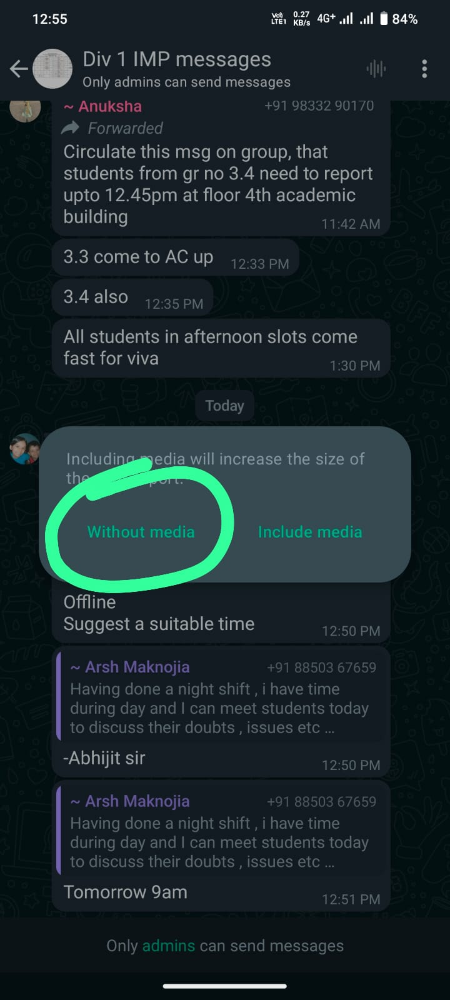 12:55
Vo)) LTE1 0.27 KB/s 4G+ 84%
Div 1 IMP messages
Only admins can send messages
~ Anuksha +91 98332 90170
Forwarded
Circulate this msg on group, that
students from gr no 3.4 need to report
upto 12.45pm at floor 4th academic
building 11:42 AM
3.3 come to AC up 12:33 PM
3.4 also 12:35 PM
All students in afternoon slots come
fast for viva 1:30 PM
Today
Including media will increase the size of
the
Without media Include media
Offline
Suggest a suitable time 12:50 PM
~ Arsh Maknojia +91 88503 67659
Having done a night shift , i have time
during day and I can meet students today
to discuss their doubts , issues etc ...
-Abhijit sir 12:50 PM
~ Arsh Maknojia +91 88503 67659
Having done a night shift , i have time
during day and I can meet students today
to discuss their doubts , issues etc ...
Tomorrow 9am 12:51 PM
Only admins can send messages